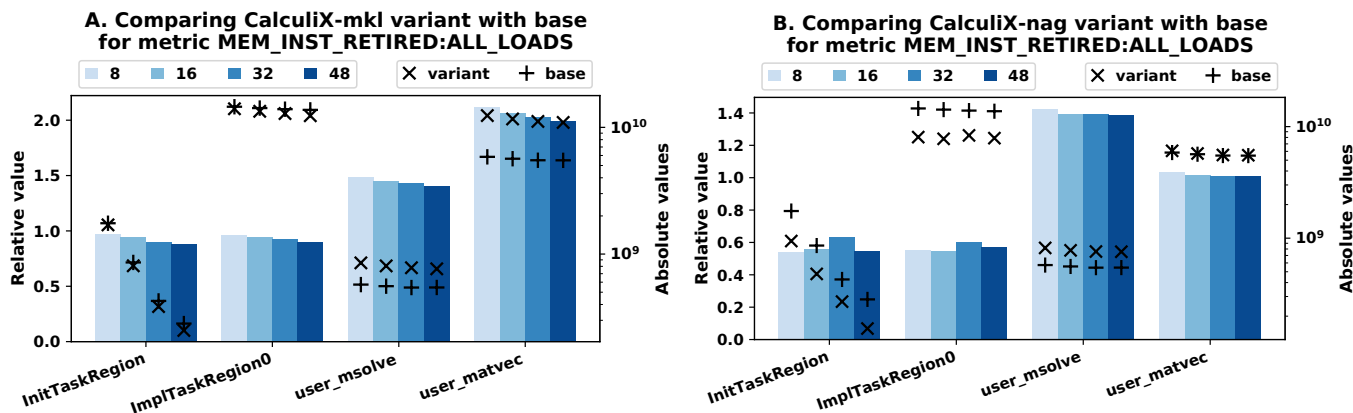 A. Comparing CalculiX-mkl variant with base
for metric MEM_INST_RETIRED:ALL_LOADS
8 16 32 48 variant base
2.0
1.5
1.0
0.5
0.0
Relative value
10^10
10^9
Absolute values
InitTaskRegion
ImplTaskRegion0
user_msolve
user_matvec
B. Comparing CalculiX-nag variant with base
for metric MEM_INST_RETIRED:ALL_LOADS
8 16 32 48 variant base
1.4
1.2
1.0
0.8
0.6
0.4
0.2
0.0
Relative value
10^10
10^9
Absolute values
InitTaskRegion
ImplTaskRegion0
user_msolve
user_matvec